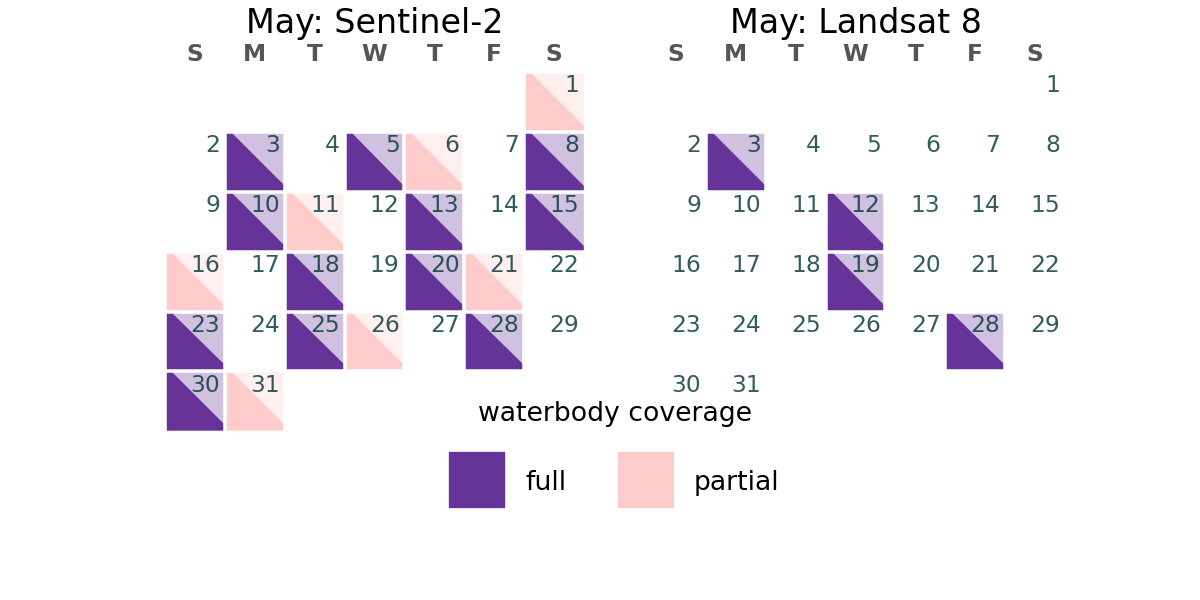 May: Sentinel-2
S M T W T F S
1
2 3 4 5 6 7 8
9 10 11 12 13 14 15
16 17 18 19 20 21 22
23 24 25 26 27 28 29
30 31
May: Landsat 8
S M T W T F S
1
2 3 4 5 6 7 8
9 10 11 12 13 14 15
16 17 18 19 20 21 22
23 24 25 26 27 28 29
30 31
waterbody coverage
full
partial